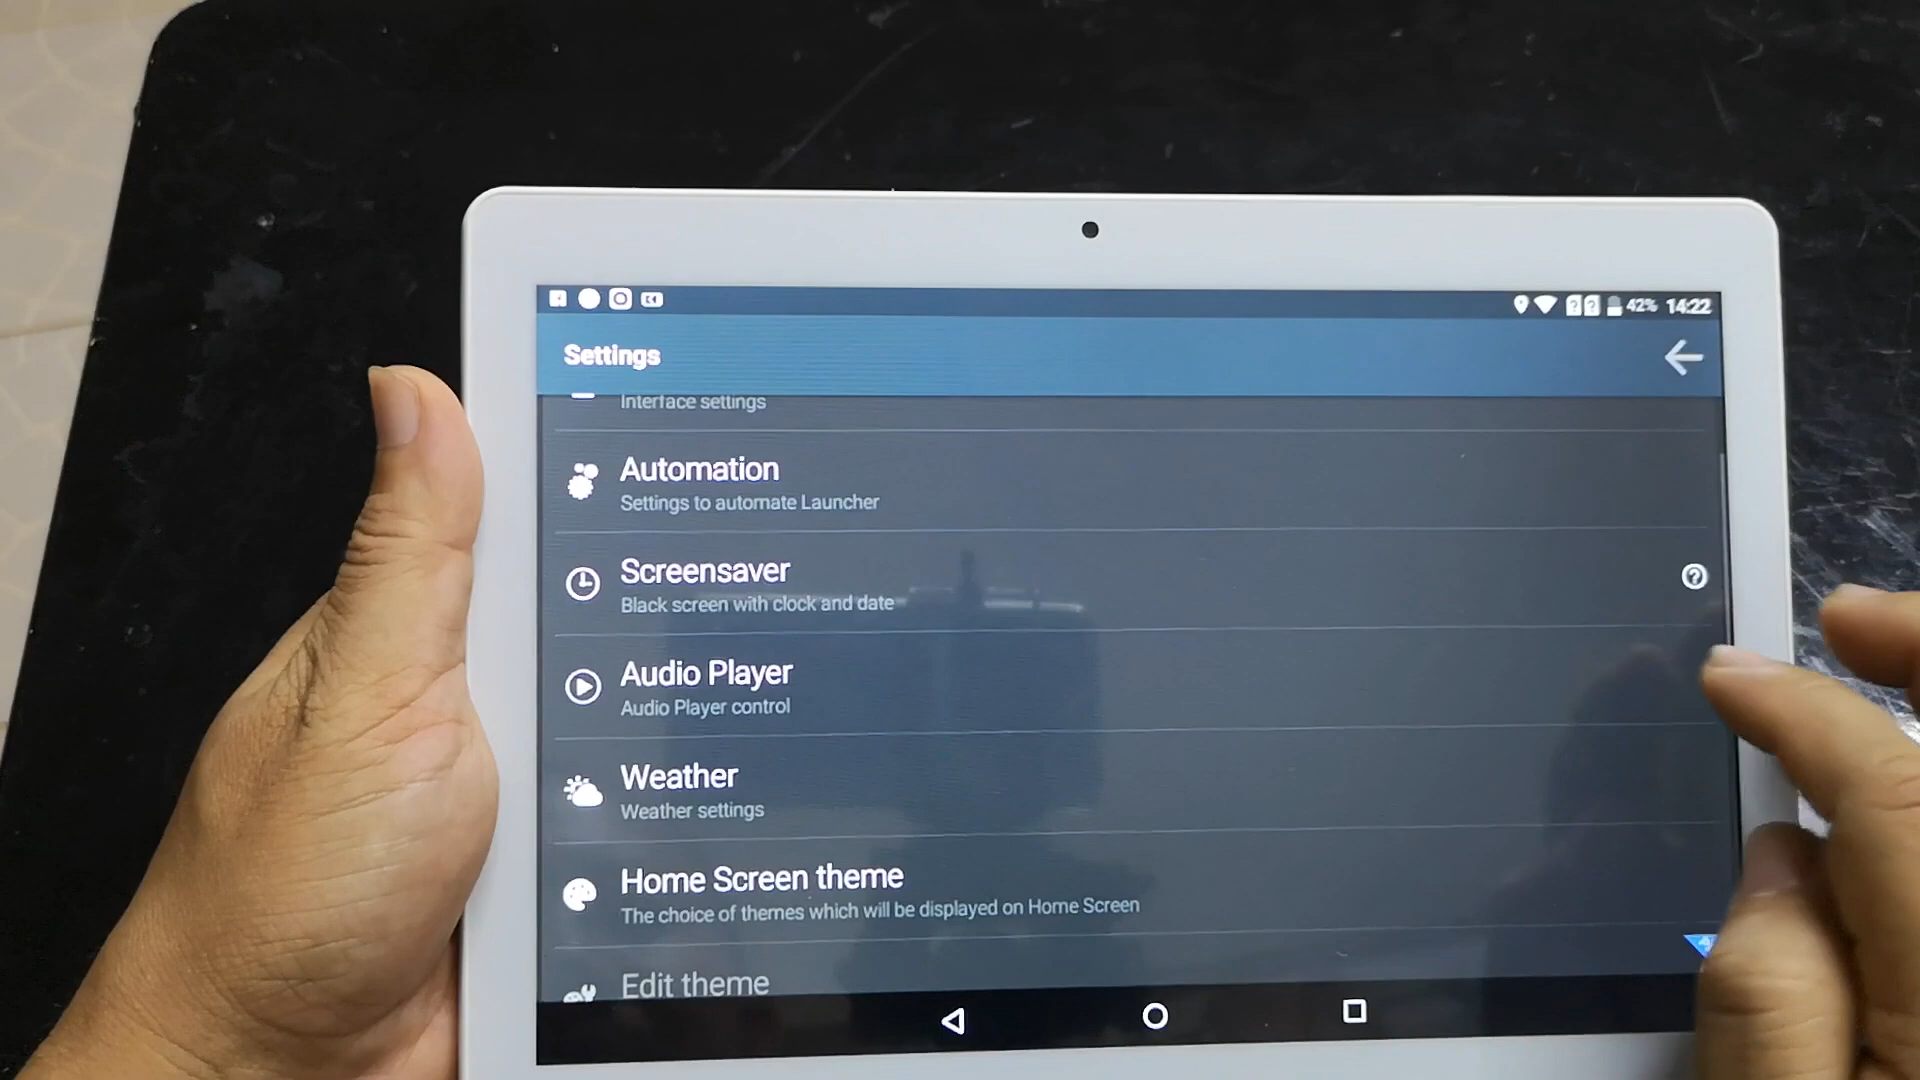 42% 14:22
Settings
Interface settings
Automation
Settings to automate Launcher
Screensaver
Black screen with clock and date
Audio Player
Audio Player control
Weather
Weather settings
Home Screen theme
The choice of themes which will be displayed on Home Screen
Edit theme